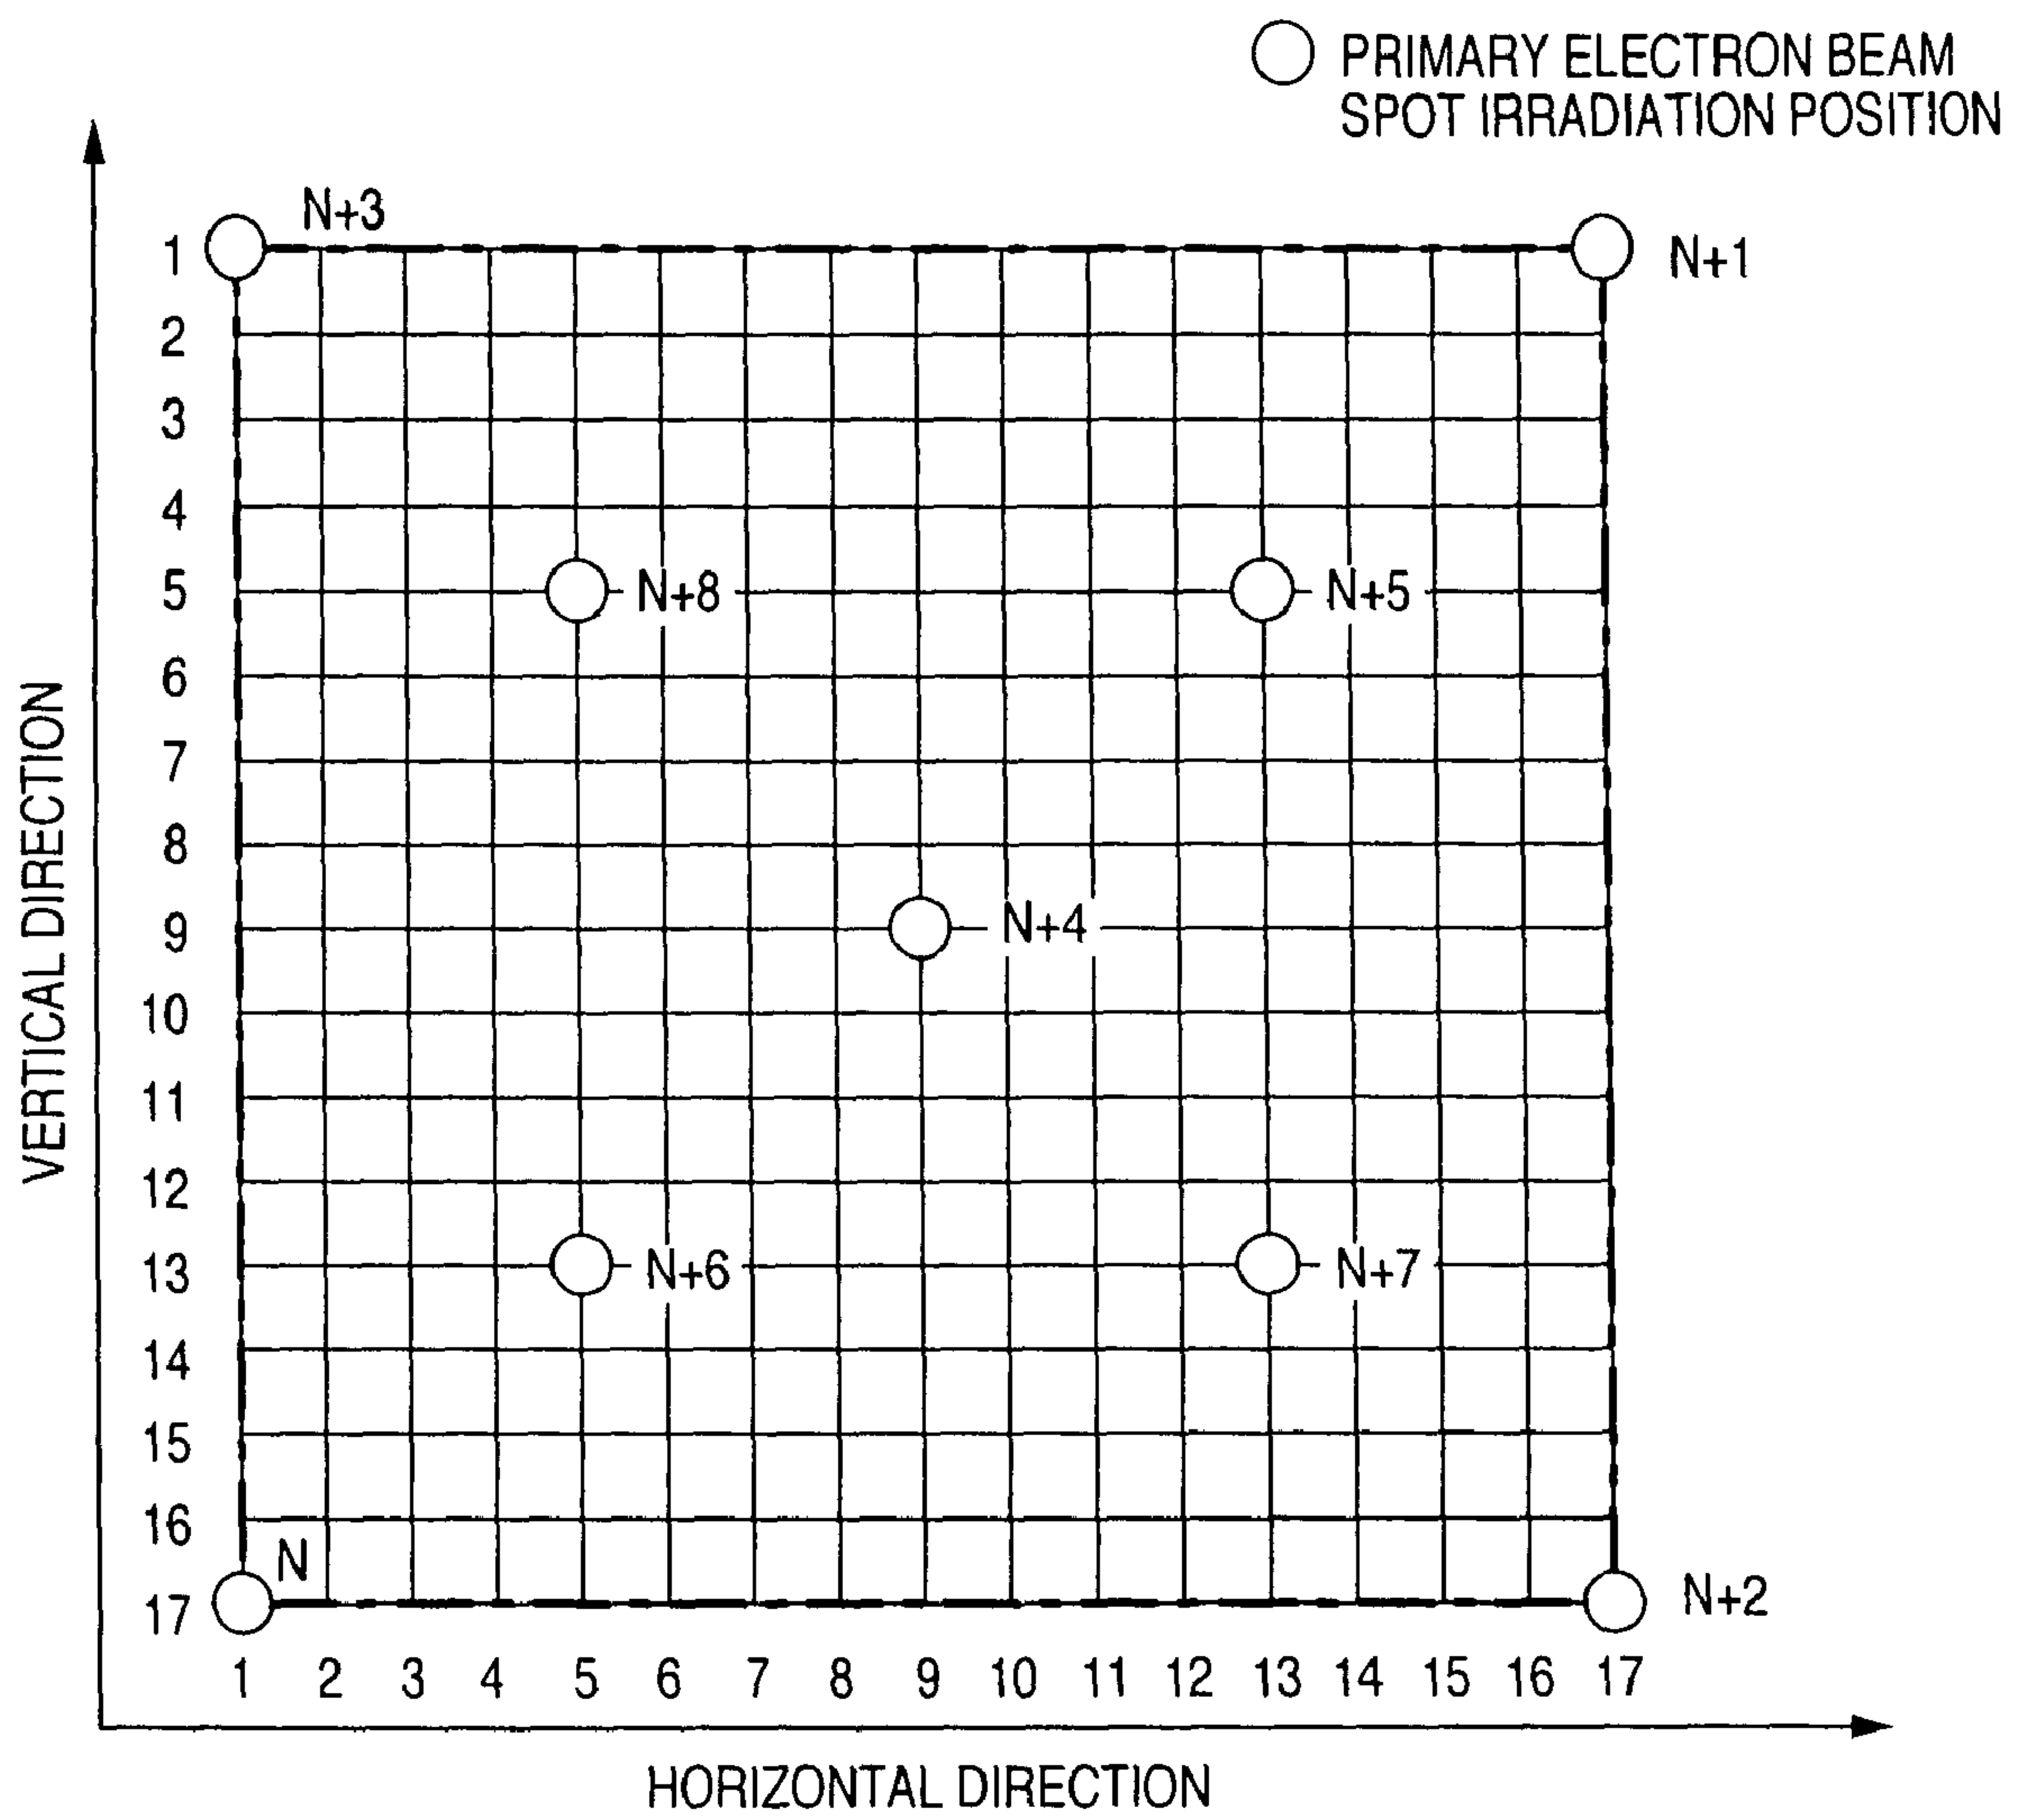 PRIMARY ELECTRON BEAM
SPOT IRRADIATION POSITION
N+3
1
N+1
2
3
4
5
N+8
N+5
6
7
8
9
N+4
10
11
12
13
N+6
N+7
14
15
16
N
17
N+2
1 2 3 4 5 6 7 8 9 10 11 12 13 14 15 16 17
VERTICAL DIRECTION
HORIZONTAL DIRECTION